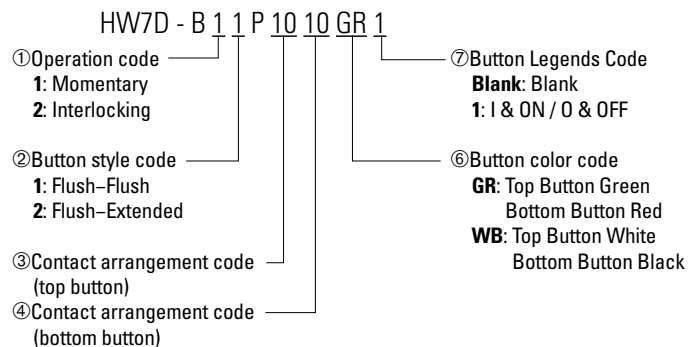 HW7D - B 1 1 P 10 10 GR 1
①Operation code
1: Momentary
2: Interlocking
②Button style code
1: Flush–Flush
2: Flush–Extended
③Contact arrangement code
(top button)
④Contact arrangement code
(bottom button)
⑦Button Legends Code
Blank: Blank
1: I & ON / O & OFF
⑥Button color code
GR: Top Button Green
Bottom Button Red
WB: Top Button White
Bottom Button Black